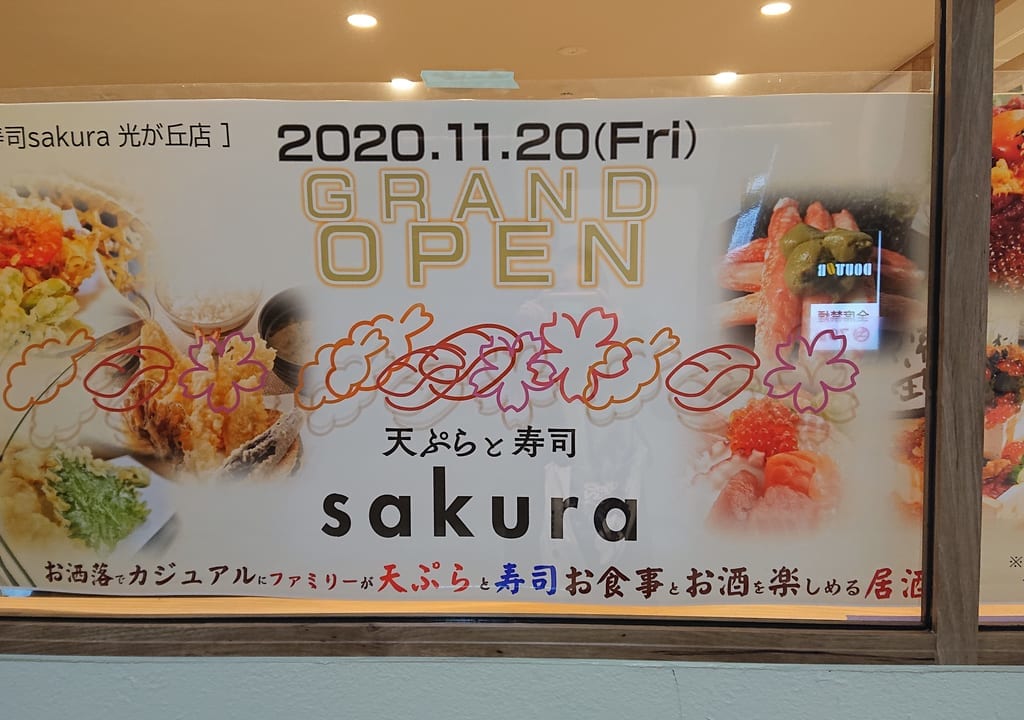 寿司sakura 光が丘店 ]
2020.11.20(Fri)
GRAND
OPEN
天ぷらと寿司
sakura
お洒落でカジュアルにファミリーが天ぷらと寿司お食事とお酒を楽しめる居酒
※